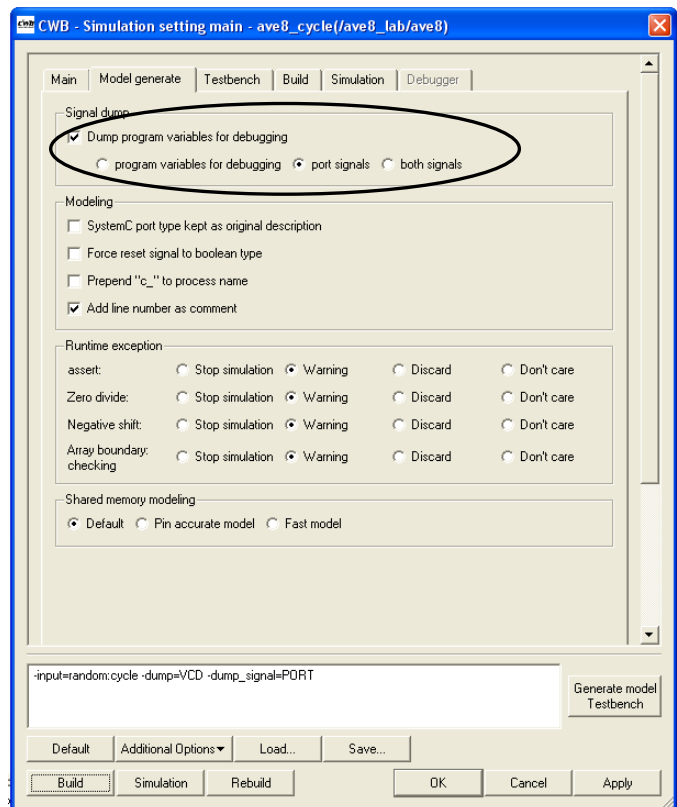 CWB - Simulation setting main - ave8_cycle(/ave8_lab/ave8)
Main Model generate Testbench Build Simulation Debugger
Signal dump
Dump program variables for debugging
program variables for debugging port signals both signals
Modeling
SystemC port type kept as original description
Force reset signal to boolean type
Prepend "c_" to process name
Add line number as comment
Runtime exception
assert: Stop simulation Warning Discard Don't care
Zero divide: Stop simulation Warning Discard Don't care
Negative shift: Stop simulation Warning Discard Don't care
Array boundary: checking Stop simulation Warning Discard Don't care
Shared memory modeling
Default Pin accurate model Fast model
-input=random:cycle -dump=VCD -dump_signal=PORT
Generate model
Testbench
Default Additional Options Load... Save...
Build Simulation Rebuild OK Cancel Apply